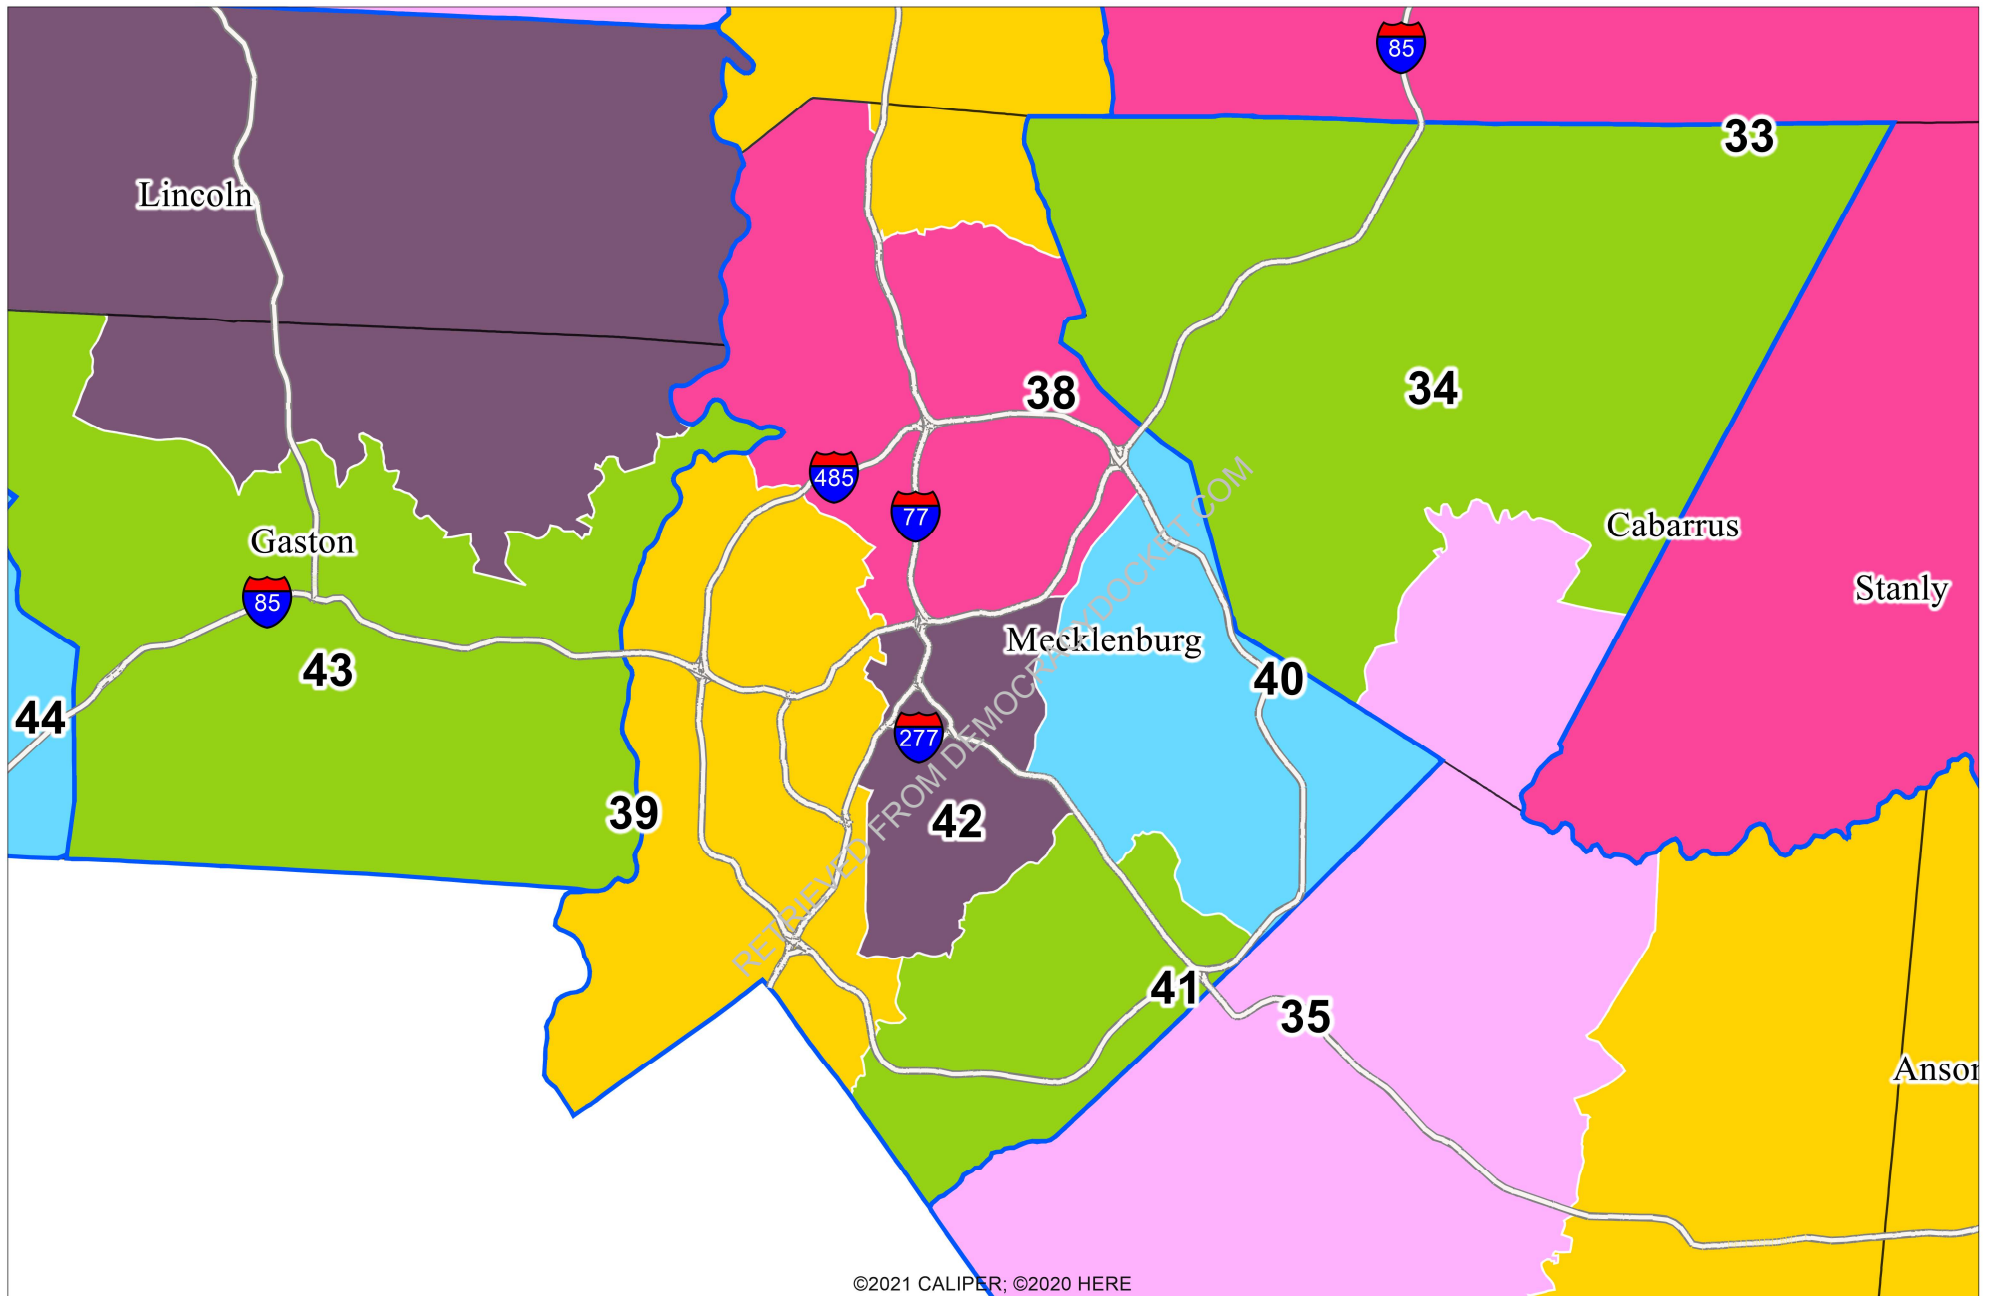 85
33
Lincoln
38
34
485
77
Cabarrus
Gaston
85
Stanly
Mecklenburg
43
40
44
277
39
42
41
35
Anson
RETRIEVED FROM DEMOCRACYDOCKET.COM
©2021 CALIPER; ©2020 HERE